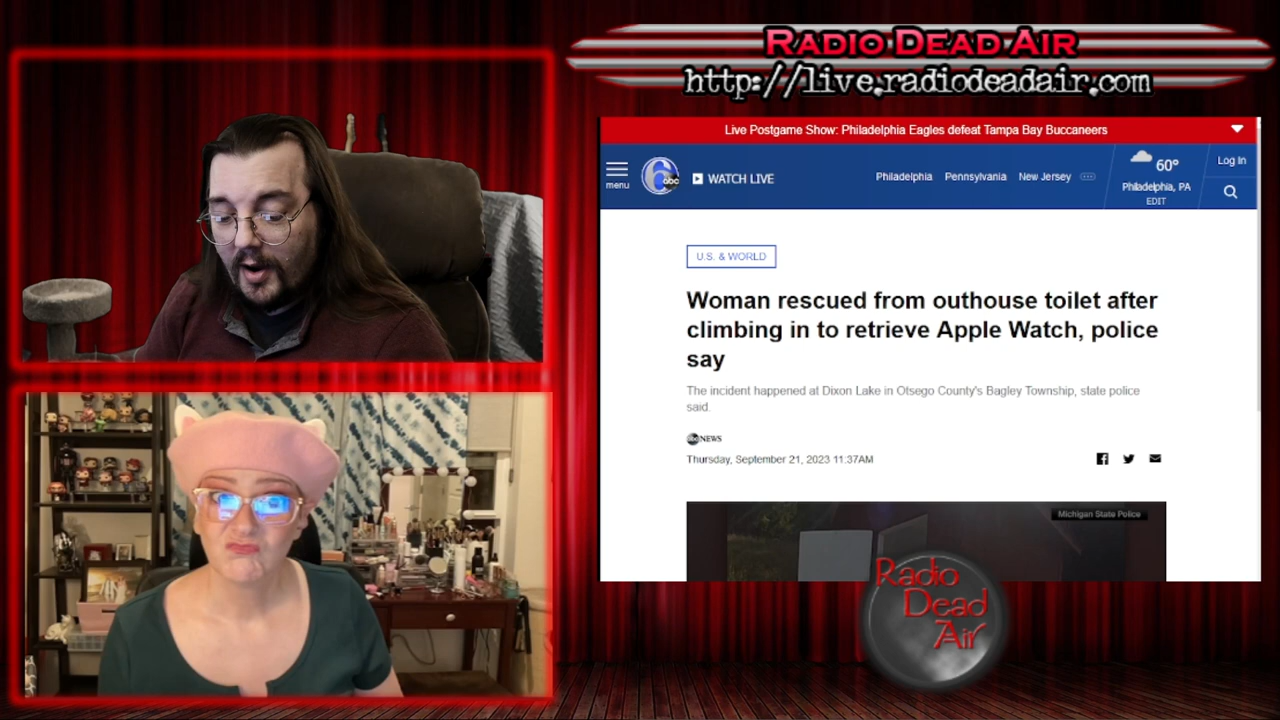 RADIO DEAD AIR
http://live.radiodeadair.com
Live Postgame Show: Philadelphia Eagles defeat Tampa Bay Buccaneers
menu
6 abc
WATCH LIVE
Philadelphia
Pennsylvania
New Jersey
60°
Philadelphia, PA
EDIT
Log In
U.S. & WORLD
Woman rescued from outhouse toilet after
climbing in to retrieve Apple Watch, police
say
The incident happened at Dixon Lake in Otsego County's Bagley Township, state police
said.
abc NEWS
Thursday, September 21, 2023 11:37AM
Michigan State Police
Radio
Dead
Air